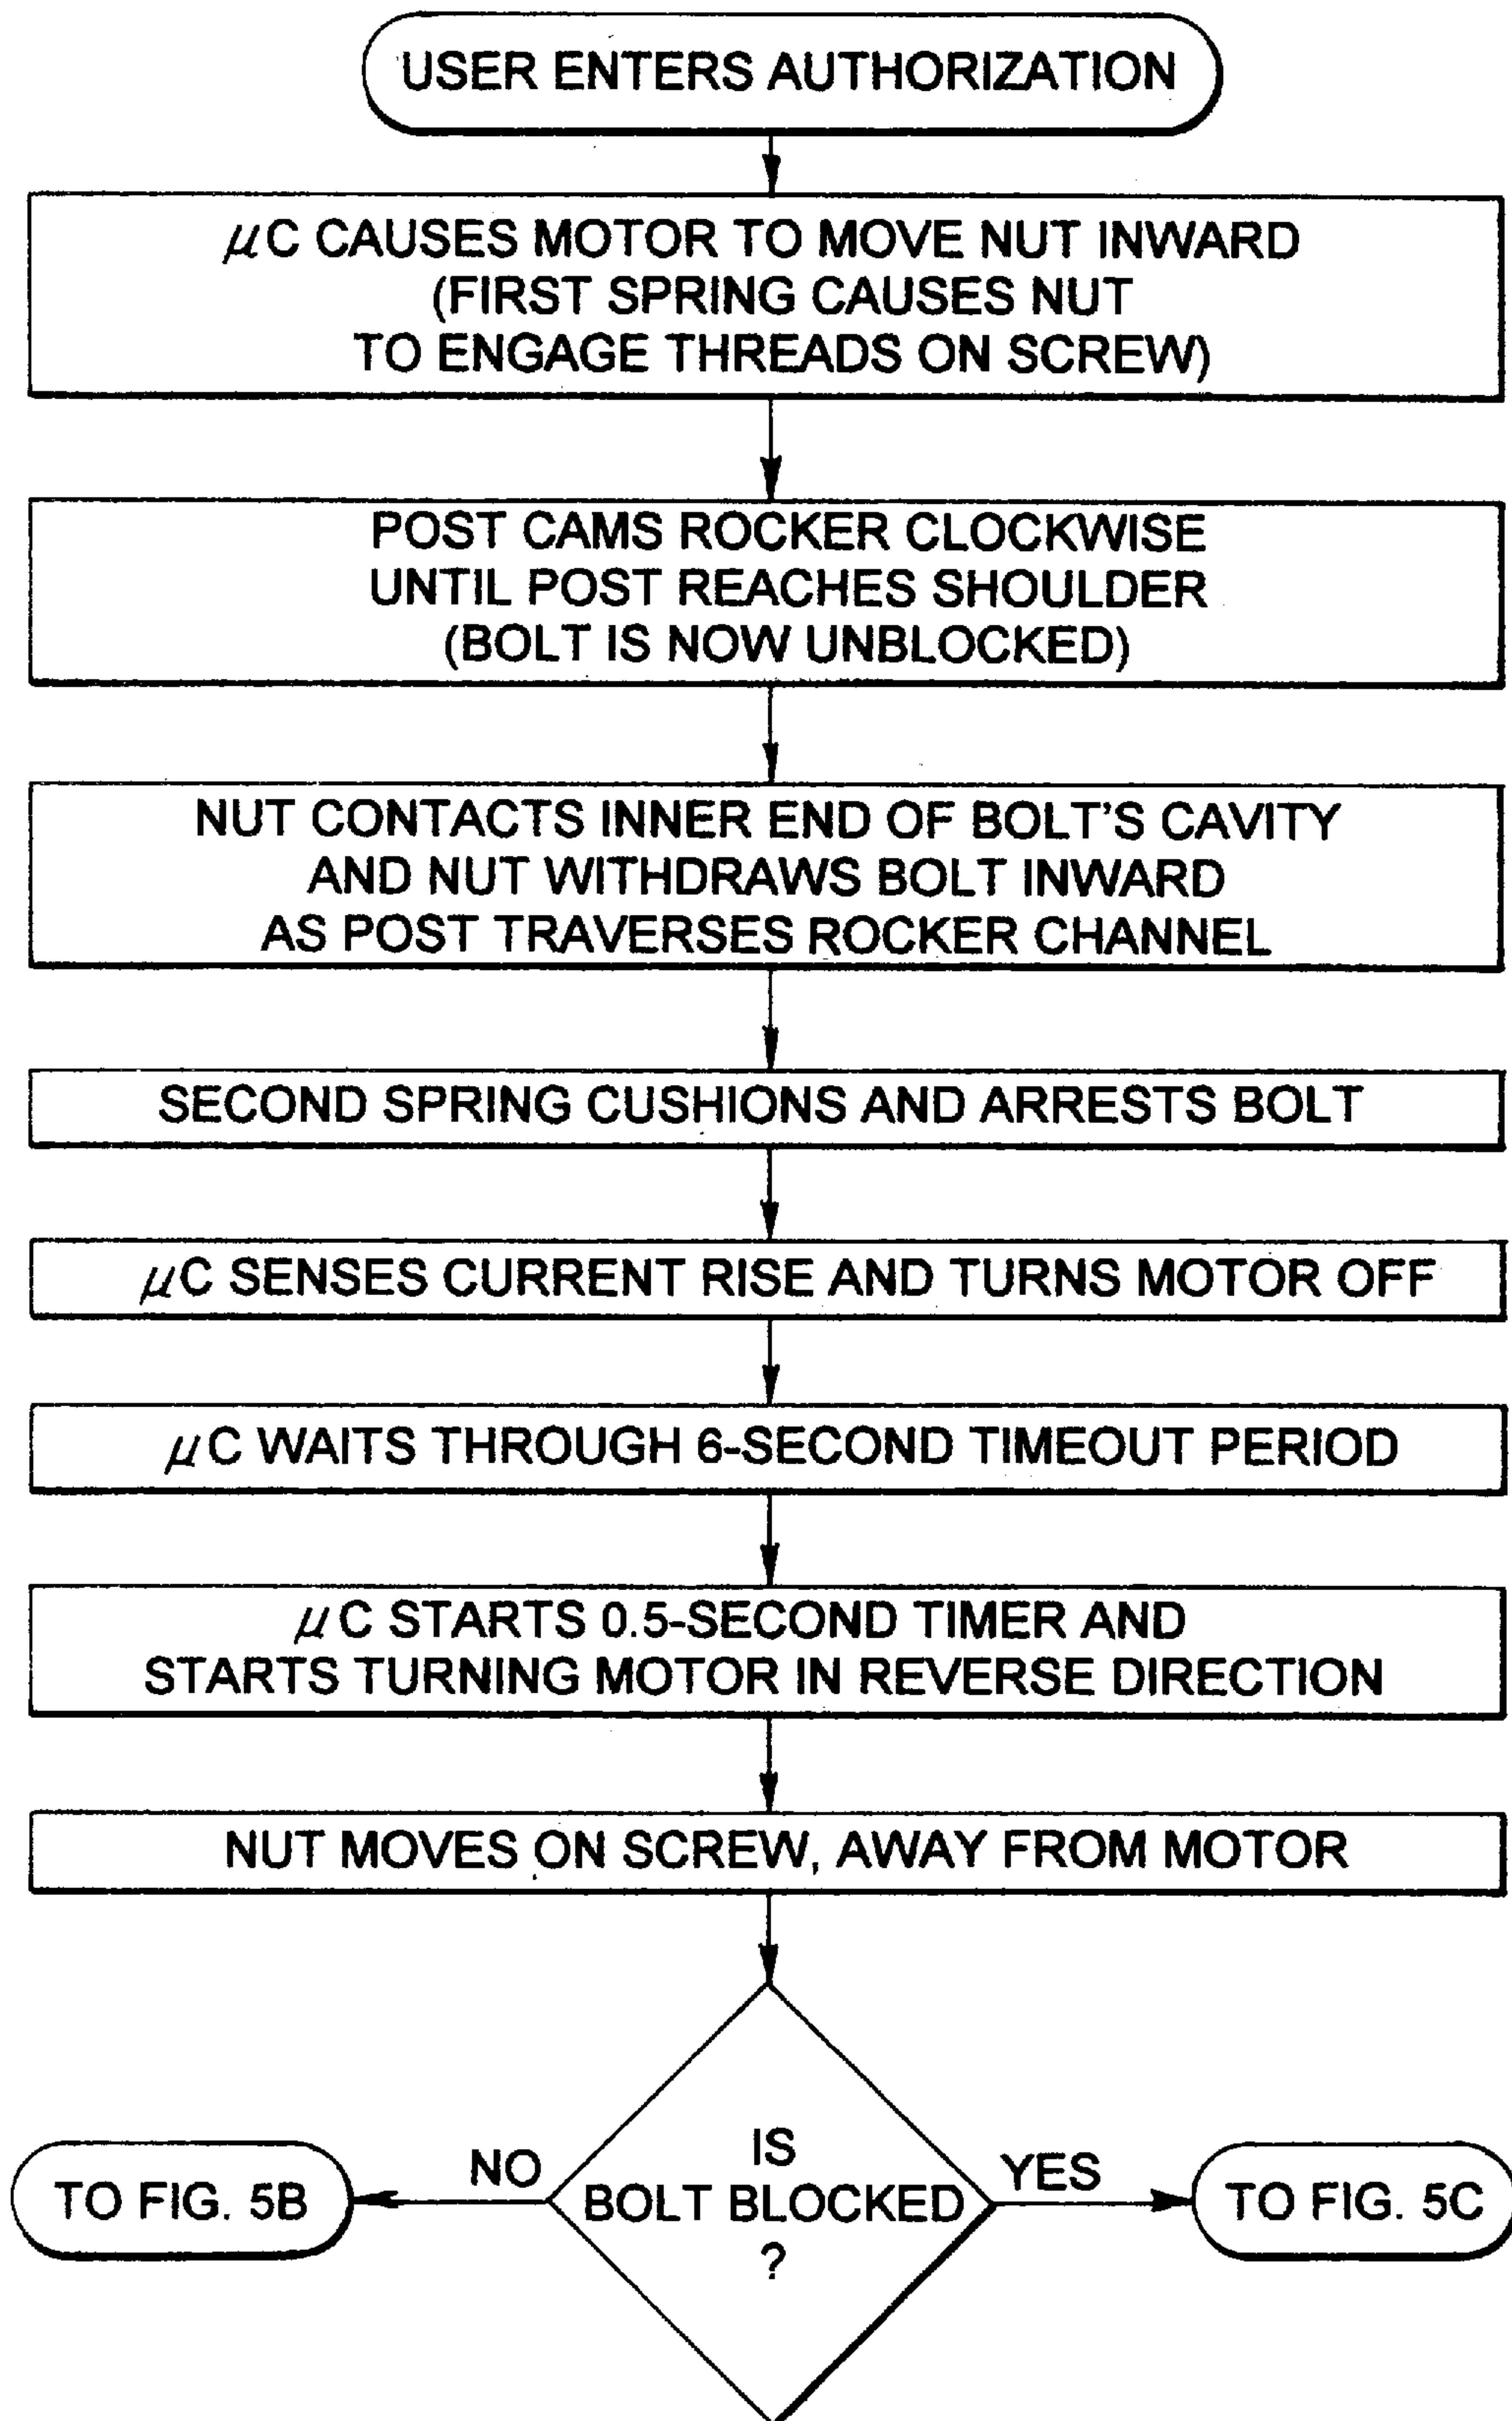 USER ENTERS AUTHORIZATION
μC CAUSES MOTOR TO MOVE NUT INWARD
(FIRST SPRING CAUSES NUT
TO ENGAGE THREADS ON SCREW)
POST CAMS ROCKER CLOCKWISE
UNTIL POST REACHES SHOULDER
(BOLT IS NOW UNBLOCKED)
NUT CONTACTS INNER END OF BOLT'S CAVITY
AND NUT WITHDRAWS BOLT INWARD
AS POST TRAVERSES ROCKER CHANNEL
SECOND SPRING CUSHIONS AND ARRESTS BOLT
μC SENSES CURRENT RISE AND TURNS MOTOR OFF
μC WAITS THROUGH 6-SECOND TIMEOUT PERIOD
μC STARTS 0.5-SECOND TIMER AND
STARTS TURNING MOTOR IN REVERSE DIRECTION
NUT MOVES ON SCREW, AWAY FROM MOTOR
IS
BOLT BLOCKED
?
NO
YES
TO FIG. 5B
TO FIG. 5C